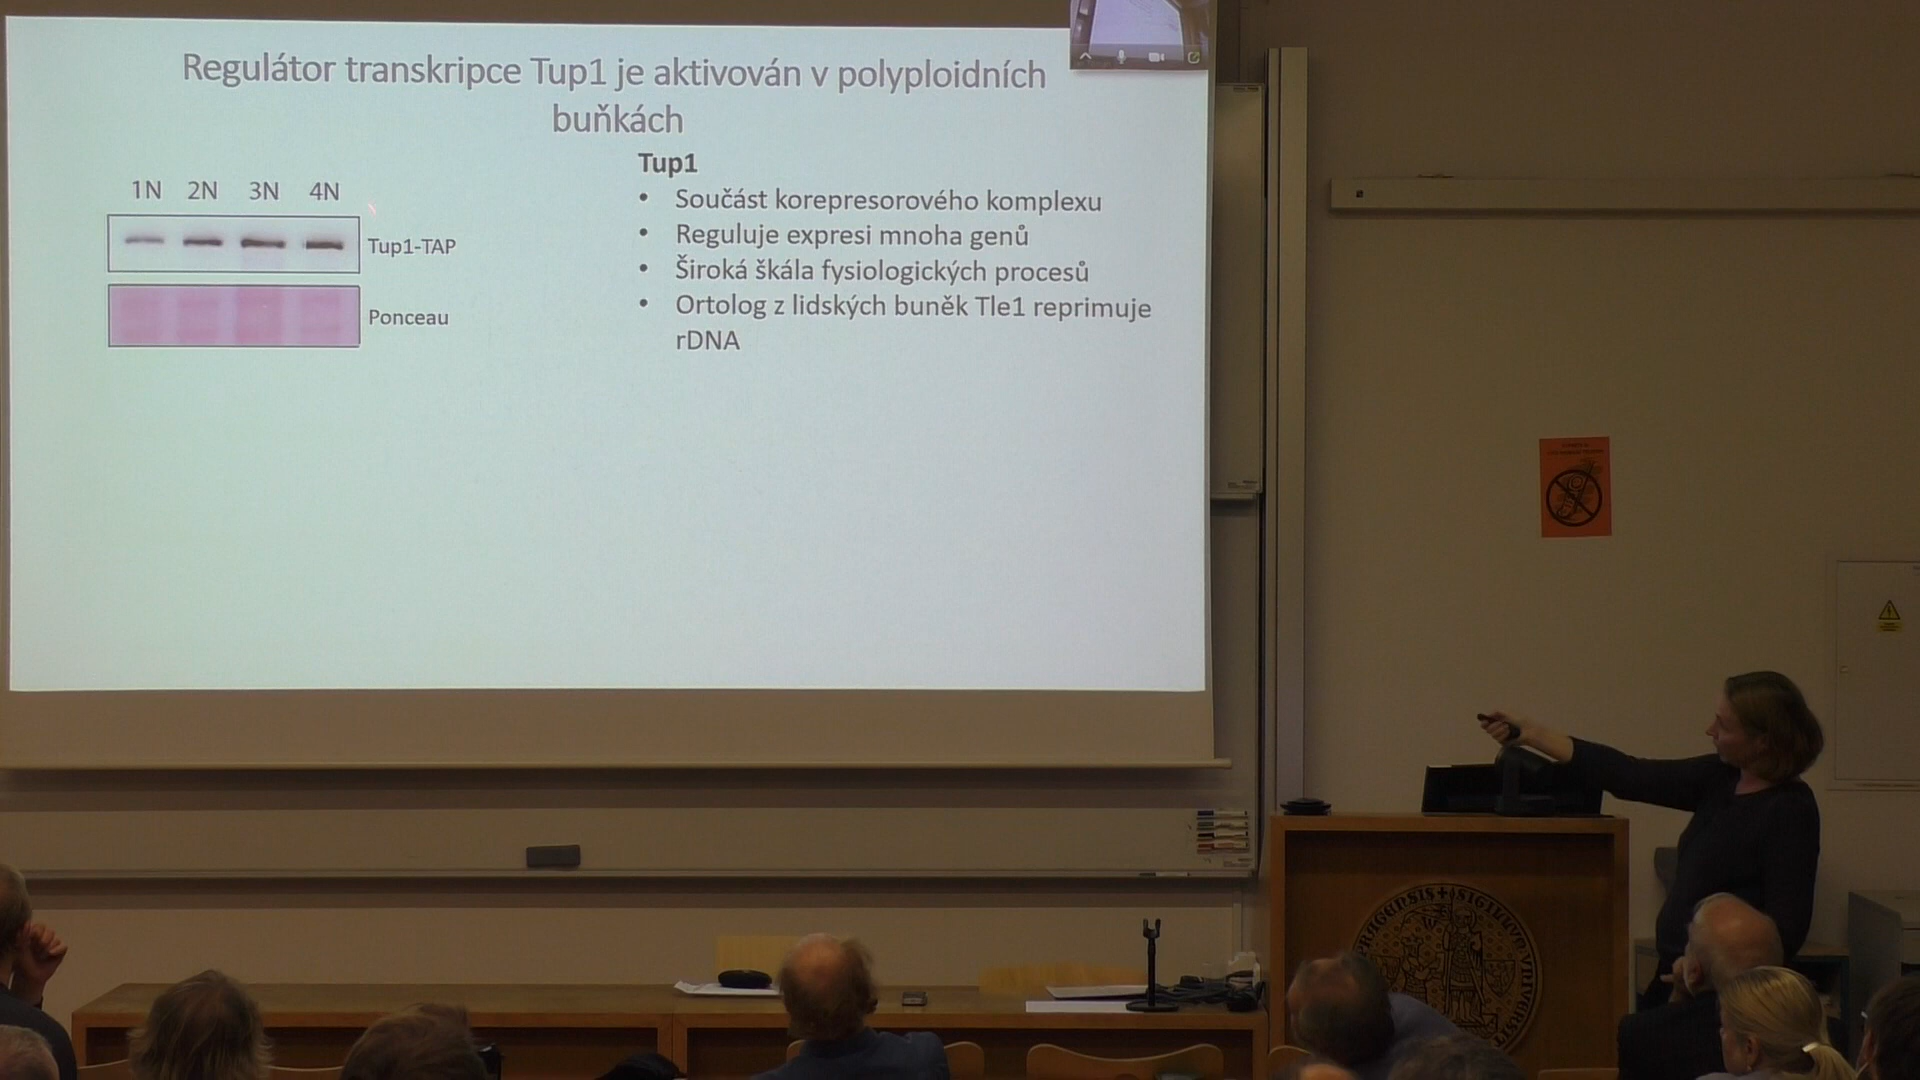 Regulátor transkripce Tup1 je aktivován v polyploidních
buňkách
1N 2N 3N 4N
Tup1-TAP
Ponceau
Tup1
• Součást korepresorového komplexu
• Reguluje expresi mnoha genů
• Široká škála fysiologických procesů
• Ortolog z lidských buněk Tle1 reprimuje
rDNA